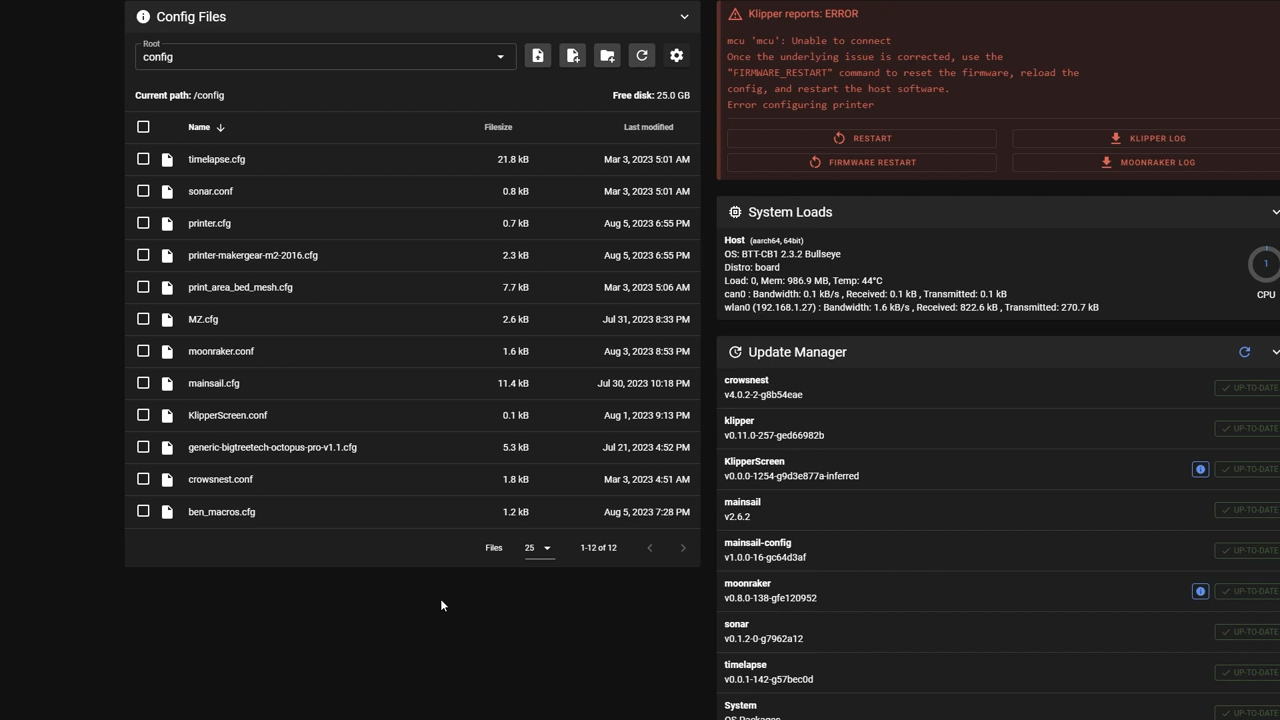 Config Files
Root
config
Current path: /config
Free disk: 25.0 GB
Name Filesize Last modified
timelapse.cfg 21.8 kB Mar 3, 2023 5:01 AM
sonar.conf 0.8 kB Mar 3, 2023 5:01 AM
printer.cfg 0.7 kB Aug 5, 2023 6:55 PM
printer-makergear-m2-2016.cfg 2.3 kB Aug 5, 2023 6:55 PM
print_area_bed_mesh.cfg 7.7 kB Mar 3, 2023 5:06 AM
MZ.cfg 2.6 kB Jul 31, 2023 8:33 PM
moonraker.conf 1.6 kB Aug 3, 2023 8:53 PM
mainsail.cfg 11.4 kB Jul 30, 2023 10:18 PM
KlipperScreen.conf 0.1 kB Aug 1, 2023 9:13 PM
generic-bigtreetech-octopus-pro-v1.1.cfg 5.3 kB Jul 21, 2023 4:52 PM
crowsnest.conf 1.8 kB Mar 3, 2023 4:51 AM
ben_macros.cfg 1.2 kB Aug 5, 2023 7:28 PM
Files 25 1-12 of 12
Klipper reports: ERROR
mcu 'mcu': Unable to connect
Once the underlying issue is corrected, use the
"FIRMWARE_RESTART" command to reset the firmware, reload the
config, and restart the host software.
Error configuring printer
RESTART KLIPPER LOG
FIRMWARE RESTART MOONRAKER LOG
System Loads
Host (aarch64, 64bit)
OS: BTT-CB1 2.3.2 Bullseye
Distro: board
Load: 0, Mem: 986.9 MB, Temp: 44°C
can0 : Bandwidth: 0.1 kB/s , Received: 0.1 kB , Transmitted: 0.1 kB
wlan0 (192.168.1.27) : Bandwidth: 1.6 kB/s , Received: 822.6 kB , Transmitted: 270.7 kB
1
CPU
Update Manager
crowsnest
v4.0.2-2-g8b54eae
UP-TO-DATE
klipper
v0.11.0-257-ged66982b
UP-TO-DATE
KlipperScreen
v0.0.0-1254-g9d3e877a-inferred
UP-TO-DATE
mainsail
v2.6.2
UP-TO-DATE
mainsail-config
v1.0.0-16-gc64d3af
UP-TO-DATE
moonraker
v0.8.0-138-gfe120952
UP-TO-DATE
sonar
v0.1.2-0-g7962a12
UP-TO-DATE
timelapse
v0.0.1-142-g57bec0d
UP-TO-DATE
System
OS Packages
UP-TO-DATE